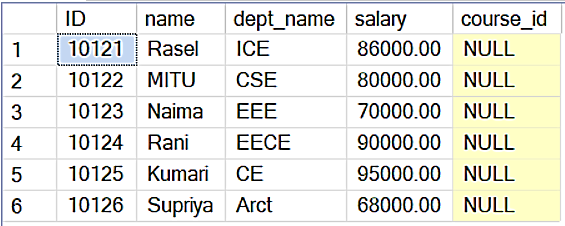 ID name dept_name salary course_id
1 10121 Rasel ICE 86000.00 NULL
2 10122 MITU CSE 80000.00 NULL
3 10123 Naima EEE 70000.00 NULL
4 10124 Rani EECE 90000.00 NULL
5 10125 Kumari CE 95000.00 NULL
6 10126 Supriya Arct 68000.00 NULL